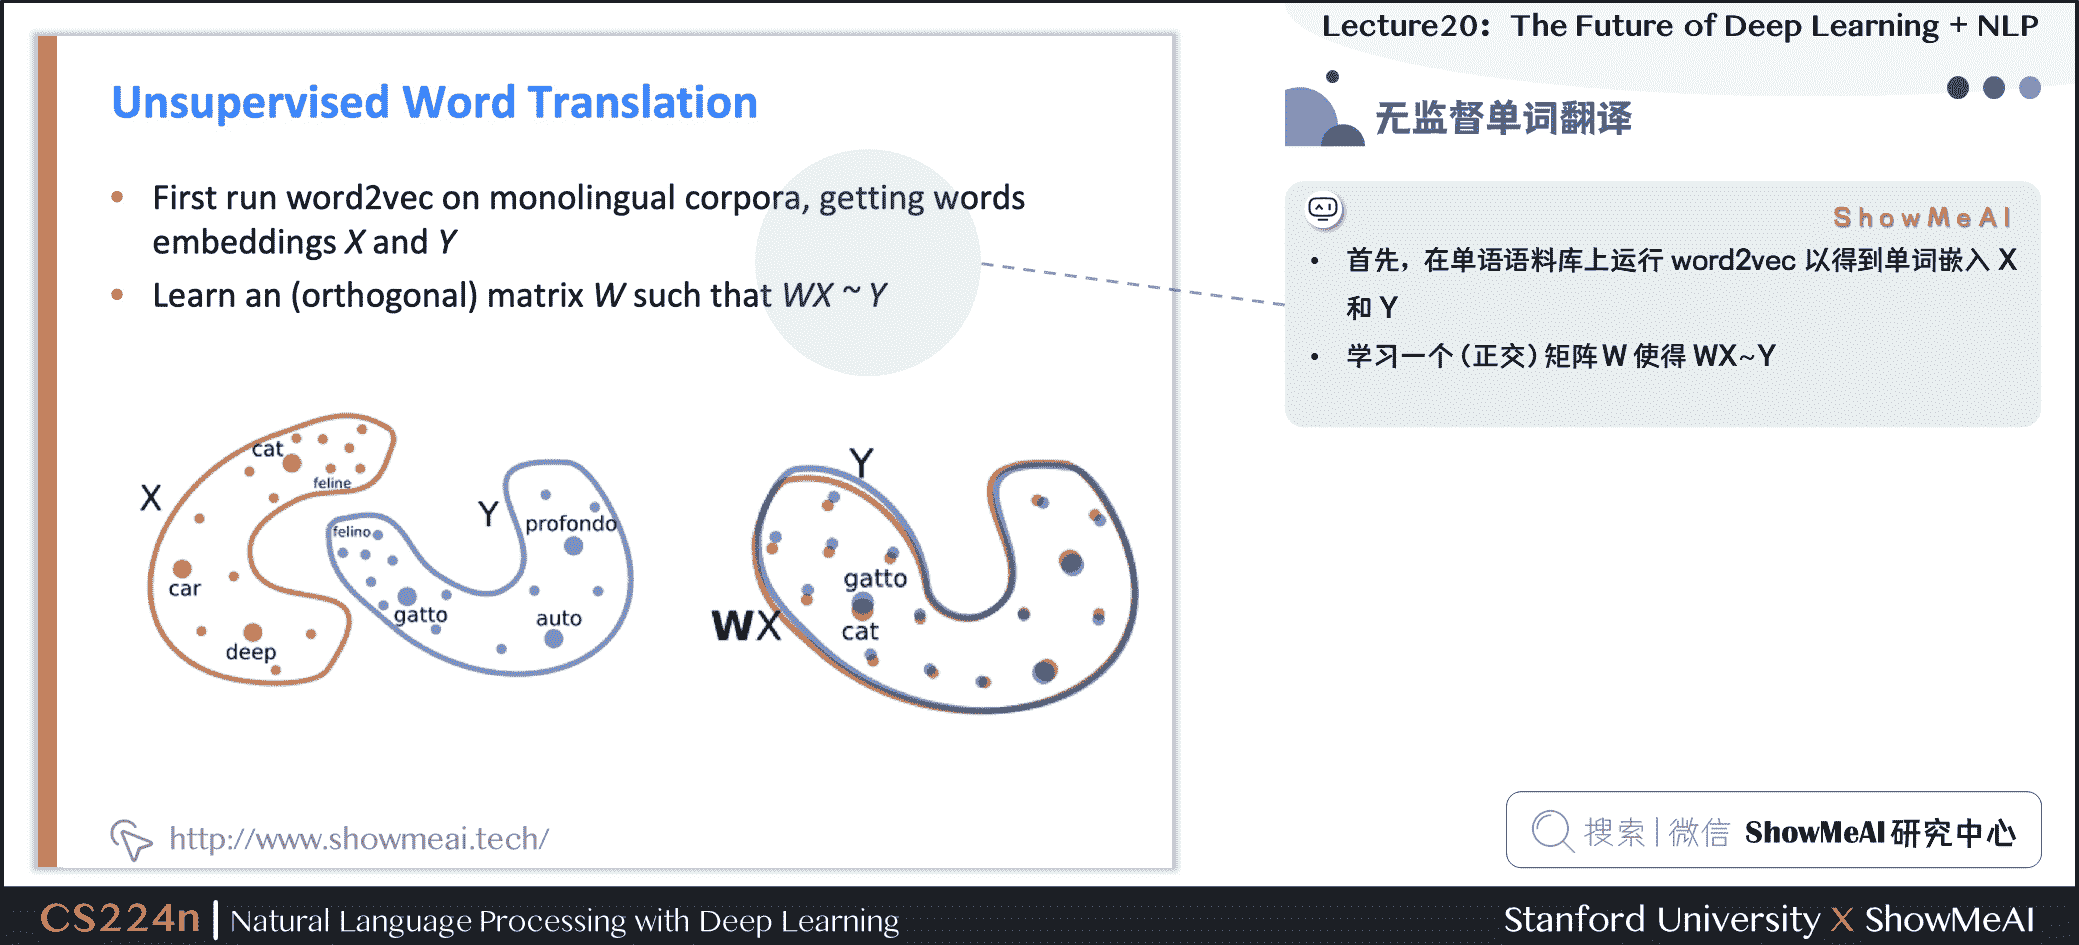 Lecture20: The Future of Deep Learning + NLP
Unsupervised Word Translation
• First run word2vec on monolingual corpora, getting words
embeddings X and Y
• Learn an (orthogonal) matrix W such that WX ~ Y
X
cat
feline
car
deep
Y
felino
profondo
gatto
auto
Y
gatto
cat
WX
http://www.showmeai.tech/
无监督单词翻译
ShowMeAI
• 首先，在单语语料库上运行 word2vec 以得到单词嵌入 X
和 Y
• 学习一个（正交）矩阵 W 使得 WX~Y
搜索 | 微信 ShowMeAI 研究中心
CS224n | Natural Language Processing with Deep Learning
Stanford University X ShowMeAI